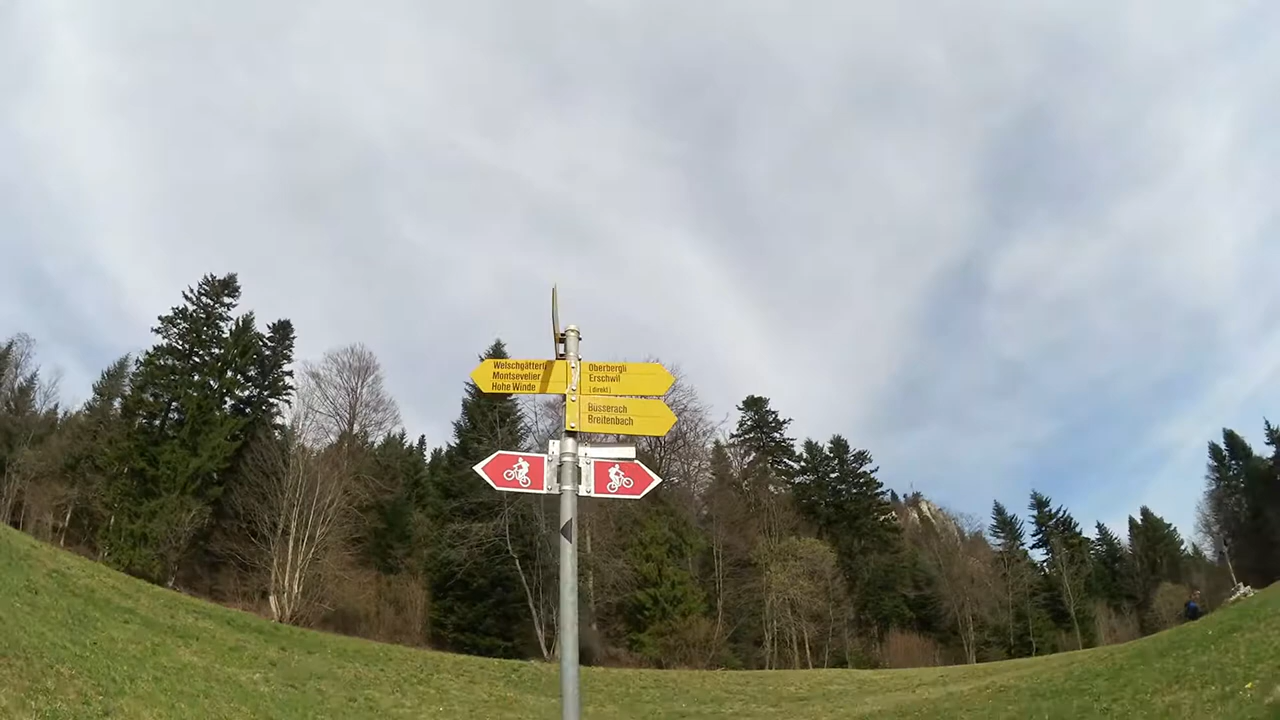 Welschgätterli
Montsevelier
Hohe Winde
Oberbergli
Erschwil
(direkt)
Büsserach
Breitenbach